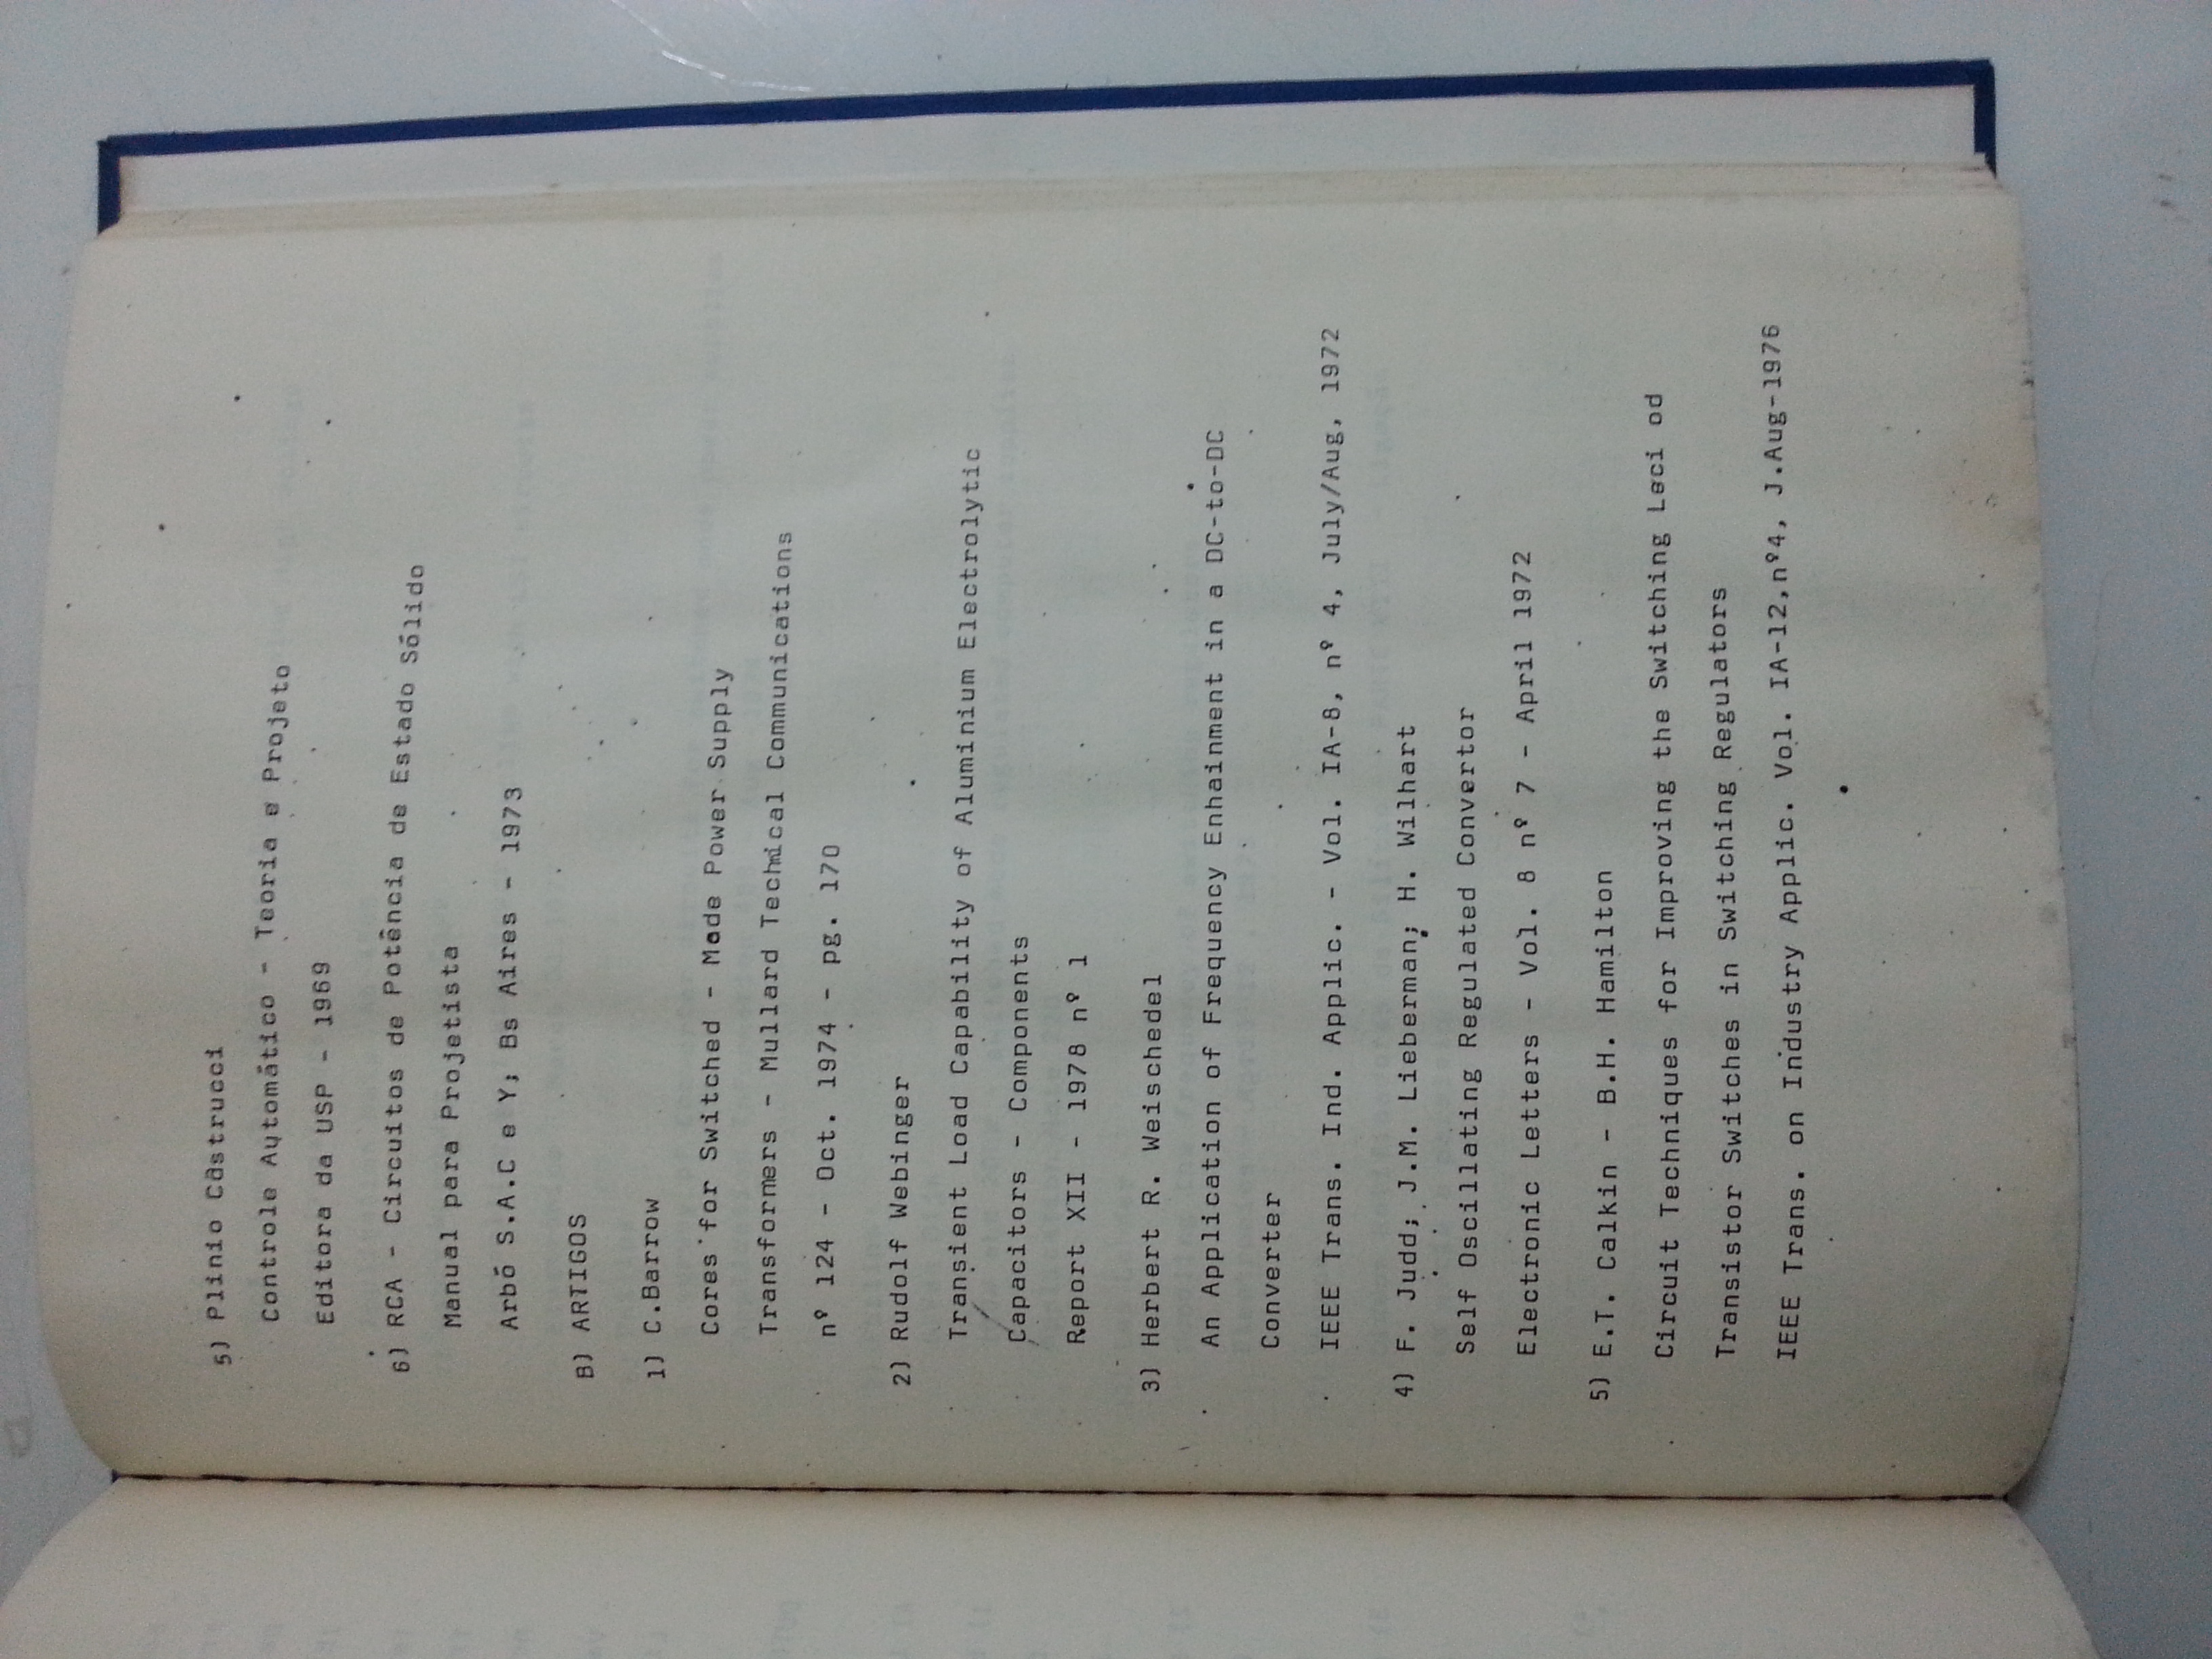 5) Plinio Castrucci
Controle Aytomático - Teoria e Projeto
Editora da USP - 1969
6) RCA - Circuitos de Potência de Estado Sólido
Manual para Projetista
Arbó S.A.C e Y; Bs Aires - 1973
B) ARTIGOS
1) C.Barrow
Cores for Switched - Mode Power Supply
Transformers - Mullard Technical Communications
nº 124 - Oct. 1974 - pg. 170
2) Rudolf Webinger
Transient Load Capability of Aluminium Electrolytic
Capacitors - Components
Report XII - 1978 nº 1
3) Herbert R. Weischedel
An Application of Frequency Enhainment in a DC-to-DC
Converter
IEEE Trans. Ind. Applic. - Vol. IA-8, nº 4, July/Aug, 1972
4) F. Judd; J.M. Lieberman; H. Wilhart
Self Oscillating Regulated Convertor
Electronic Letters - Vol. 8 nº 7 - April 1972
5) E.T. Calkin - B.H. Hamilton
Circuit Techniques for Improving the Switching Leci od
Transistor Switches in Switching Regulators
IEEE Trans. on Industry Applic. Vol. IA-12,nº4, J.Aug-1976